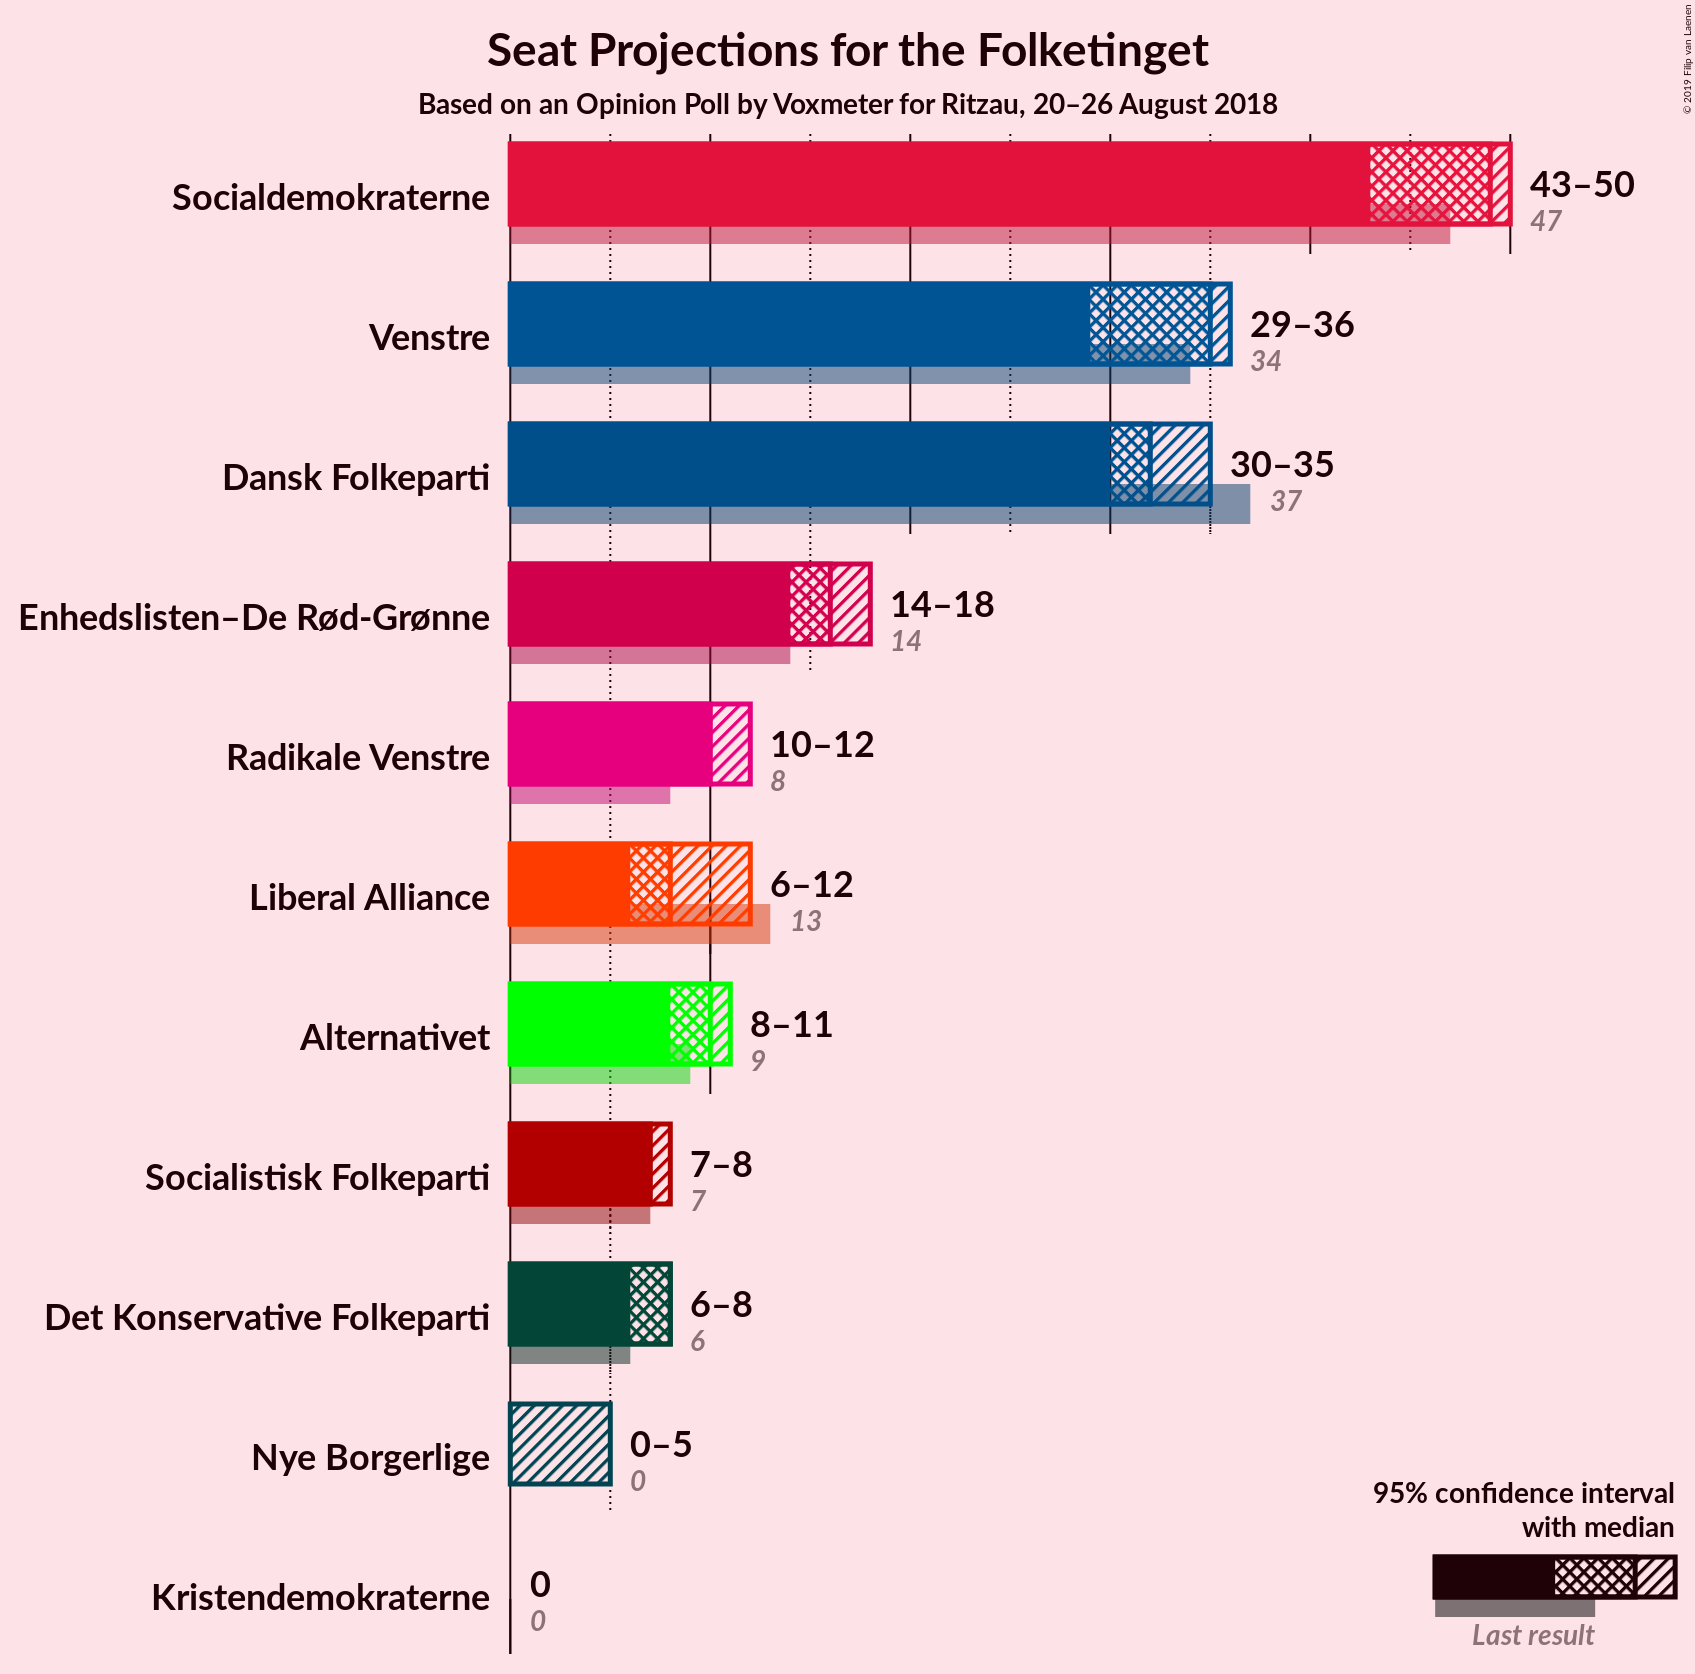 Seat Projections for the Folketinget
Based on an Opinion Poll by Voxmeter for Ritzau, 20–26 August 2018
© 2019 Filip van Laenen
Socialdemokraterne
43–50
47
Venstre
29–36
34
Dansk Folkeparti
30–35
37
Enhedslisten–De Rød-Grønne
14–18
14
Radikale Venstre
10–12
8
Liberal Alliance
6–12
13
Alternativet
8–11
9
Socialistisk Folkeparti
7–8
7
Det Konservative Folkeparti
6–8
6
Nye Borgerlige
0–5
0
Kristendemokraterne
0
0
95% confidence interval
with median
Last result